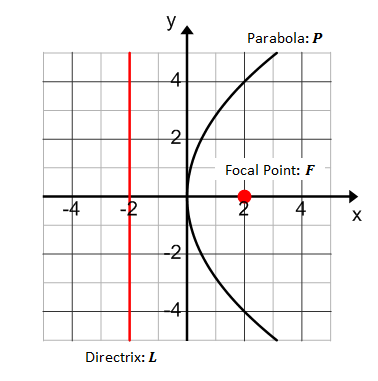 y
Parabola: P
4
2
Focal Point: F
-4 -2 2 4
x
-2
-4
Directrix: L